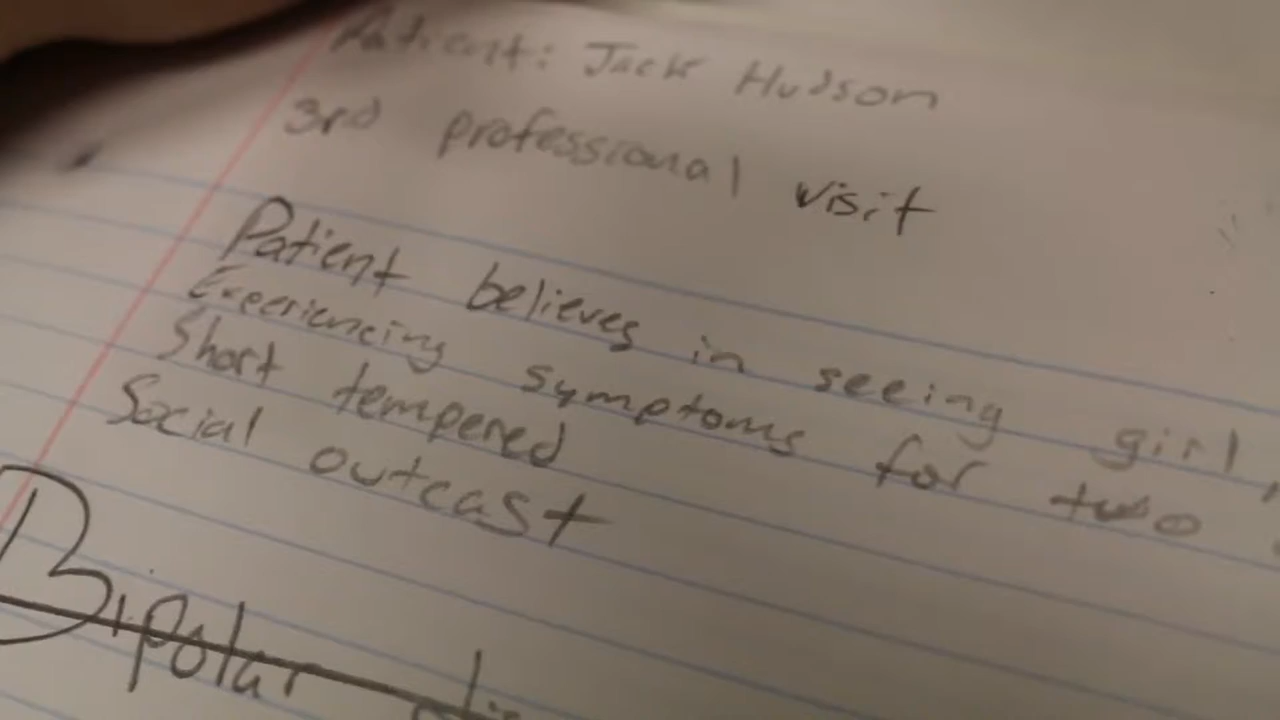 Patient: Jack Hudson
3rd professional visit
Patient believes in seeing girl
Experiencing symptoms for two
Short tempered
Social outcast
Bipolar